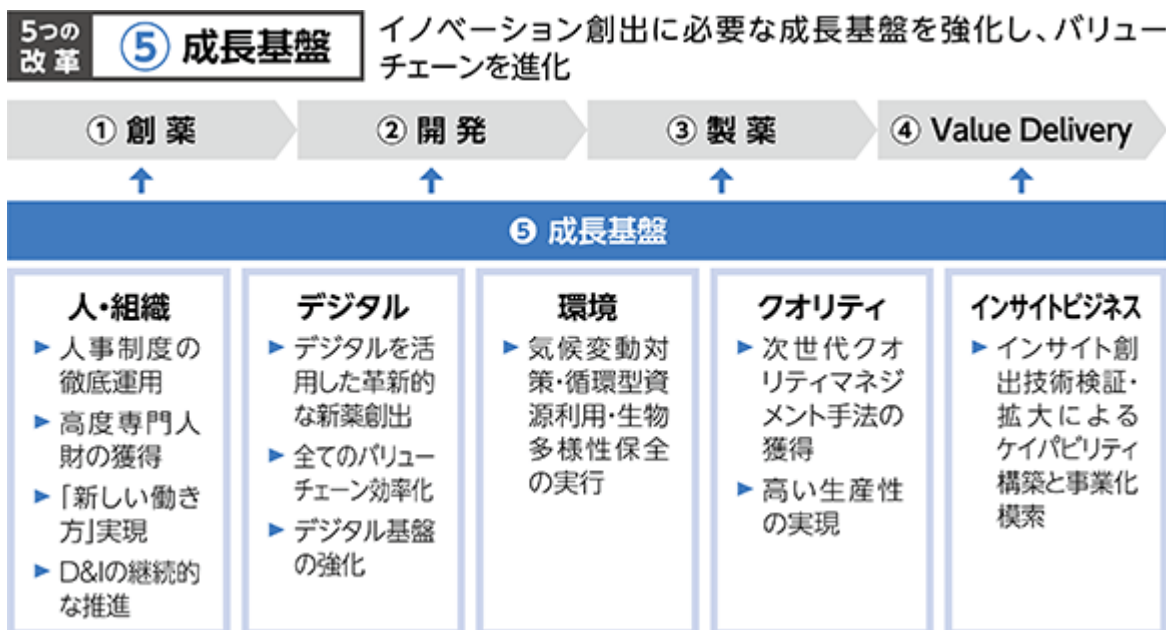 5つの
改革
⑤ 成長基盤
イノベーション創出に必要な成長基盤を強化し、バリュー
チェーンを進化
① 創薬
② 開発
③ 製薬
④ Value Delivery
❺ 成長基盤
人・組織
▶ 人事制度の
徹底運用
▶ 高度専門人
財の獲得
▶ 「新しい働き
方」実現
▶ D&Iの継続的
な推進
デジタル
▶ デジタルを活
用した革新的
な新薬創出
▶ 全てのバリュー
チェーン効率化
▶ デジタル基盤
の強化
環境
▶ 気候変動対
策・循環型資
源利用・生物
多様性保全
の実行
クオリティ
▶ 次世代クオ
リティマネジ
メント手法の
獲得
▶ 高い生産性
の実現
インサイトビジネス
▶ インサイト創
出技術検証・
拡大による
ケイパビリティ
構築と事業化
模索